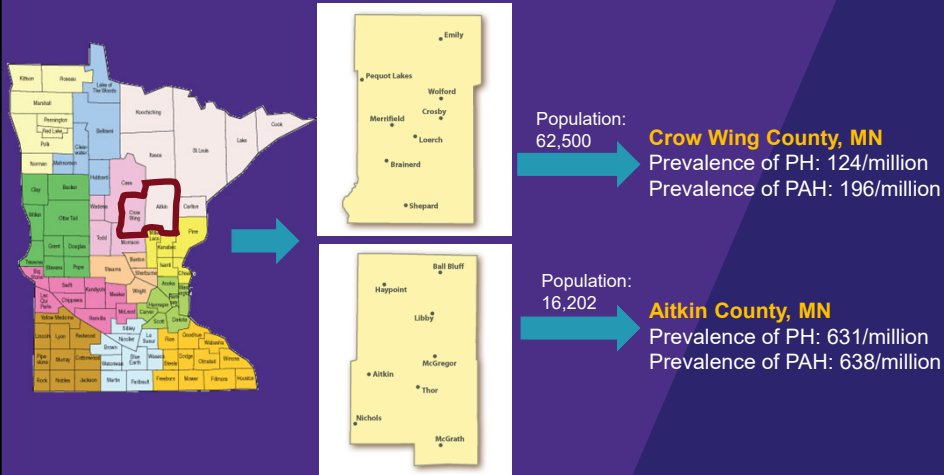 Kittson
Roseau
Lake of
The Woods
Marshall
Koochiching
Pennington
Red Lake
Beltrami
Polk
Clear-
water
Cook
Lake
St. Louis
Itasca
Norman
Mahnomen
Hubbard
Cass
Clay
Becker
Wadena
Crow
Wing
Aitkin
Carlton
Wilkin
Otter Tail
Todd
Morrison
Mille
Lacs
Kanabec
Pine
Grant
Douglas
Traverse
Stevens
Pope
Stearns
Benton
Sherburne
Isanti
Big
Stone
Swift
Kandiyohi
Meeker
Wright
Anoka
Lac
Qui
Parle
Chippewa
Renville
McLeod
Carver
Hennepin
Scott
Dakota
Yellow Medicine
Sibley
Lincoln
Lyon
Redwood
Nicollet
Le
Sueur
Rice
Goodhue
Wabasha
Brown
Pipe-
stone
Murray
Cottonwood
Watonwan
Blue
Earth
Waseca
Steele
Dodge
Olmsted
Winona
Rock
Nobles
Jackson
Martin
Faribault
Freeborn
Mower
Fillmore
Houston
Emily
Pequot Lakes
Wolford
Crosby
Merrifield
Loerch
Brainerd
Shepard
Population:
62,500
Crow Wing County, MN
Prevalence of PH: 124/million
Prevalence of PAH: 196/million
Ball Bluff
Haypoint
Libby
McGregor
Aitkin
Thor
Nichols
McGrath
Population:
16,202
Aitkin County, MN
Prevalence of PH: 631/million
Prevalence of PAH: 638/million